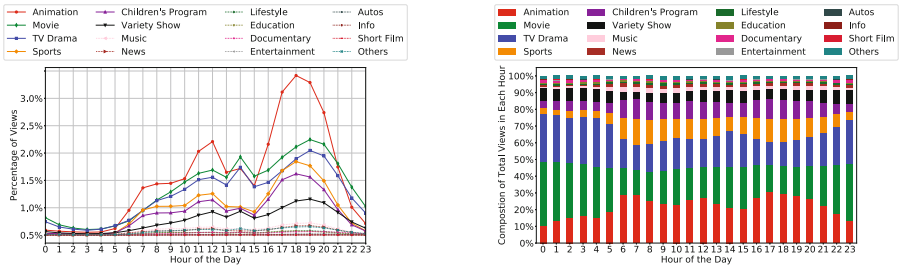 Animation Children's Program Lifestyle Autos
Movie Variety Show Education Info
TV Drama Music Documentary Short Film
Sports News Entertainment Others
3.0%
2.5%
2.0%
1.5%
1.0%
0.5%
Percentage of Views
0 1 2 3 4 5 6 7 8 9 10 11 12 13 14 15 16 17 18 19 20 21 22 23
Hour of the Day
Animation Children's Program Lifestyle Autos
Movie Variety Show Education Info
TV Drama Music Documentary Short Film
Sports News Entertainment Others
100%
90%
80%
70%
60%
50%
40%
30%
20%
10%
0%
Composition of Total Views in Each Hour
0 1 2 3 4 5 6 7 8 9 10 11 12 13 14 15 16 17 18 19 20 21 22 23
Hour of the Day